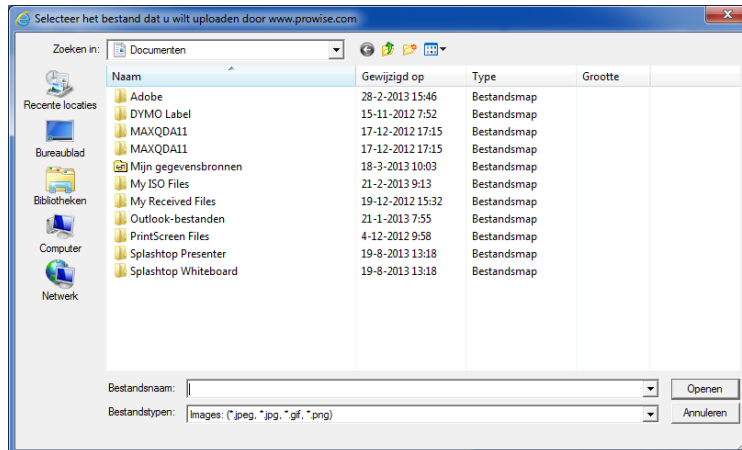 Selecteer het bestand dat u wilt uploaden door www.prowise.com
Zoeken in: Documenten
Naam Gewijzigd op Type Grootte
Recente locaties
Bureaublad
Bibliotheken
Computer
Netwerk
Adobe 28-2-2013 15:46 Bestandsmap
DYMO Label 15-11-2012 7:52 Bestandsmap
MAXQDA11 17-12-2012 17:15 Bestandsmap
MAXQDA11 17-12-2012 17:15 Bestandsmap
Mijn gegevensbronnen 18-3-2013 10:03 Bestandsmap
My ISO Files 21-2-2013 9:13 Bestandsmap
My Received Files 19-12-2012 15:32 Bestandsmap
Outlook-bestanden 21-1-2013 7:55 Bestandsmap
PrintScreen Files 4-12-2012 9:58 Bestandsmap
Splashtop Presenter 19-8-2013 13:18 Bestandsmap
Splashtop Whiteboard 19-8-2013 13:18 Bestandsmap
Bestandsnaam: Openen
Bestandstypen: Images: (*.jpeg, *.jpg, *.gif, *.png) Annuleren